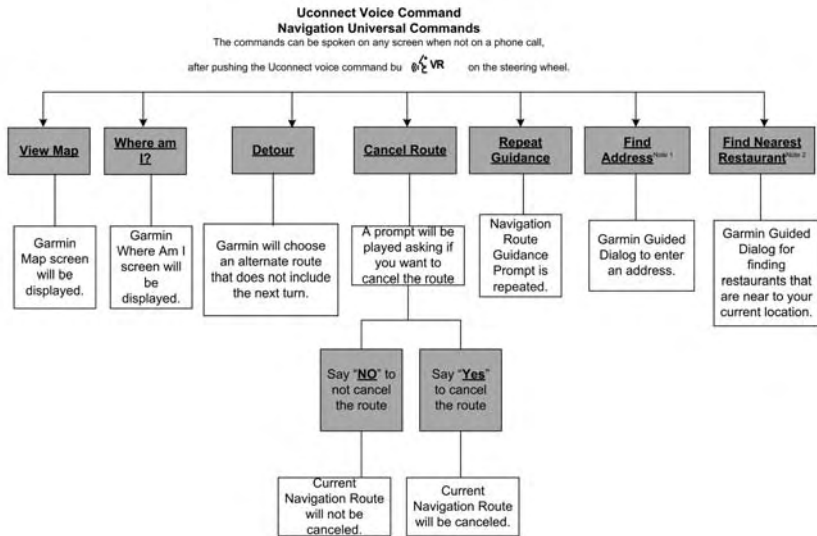 Uconnect Voice Command
Navigation Universal Commands
The commands can be spoken on any screen when not on a phone call,
after pushing the Uconnect voice command bu VR on the steering wheel.
View Map
Where am
I?
Detour
Cancel Route
Repeat
Guidance
Find
Address Note 1
Find Nearest
Restaurant Note 2
Garmin
Map screen
will be
displayed.
Garmin
Where Am I
screen will
be
displayed.
Garmin will choose
an alternate route
that does not include
the next turn.
A prompt will be
played asking if
you want to
cancel the route
Navigation
Route
Guidance
Prompt is
repeated.
Garmin Guided
Dialog to enter
an address.
Garmin Guided
Dialog for
finding
restaurants that
are near to your
current location.
Say "NO" to
not cancel
the route
Say "Yes"
to cancel
the route
Current
Navigation Route
will not be
canceled.
Current
Navigation Route
will be canceled.